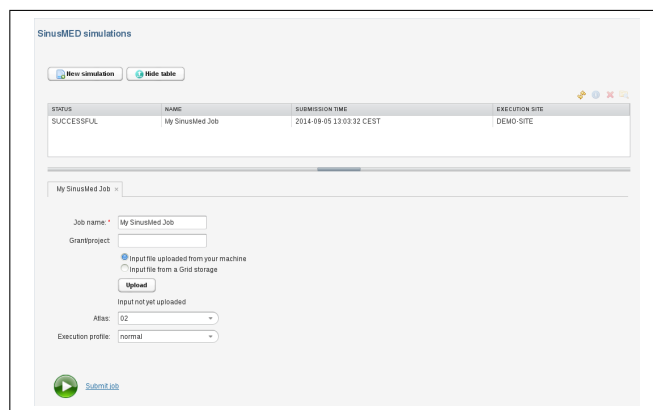 SinusMED simulations
New simulation
Hide table
STATUS NAME SUBMISSION TIME EXECUTION SITE
SUCCESSFUL My SinusMed Job 2014-09-05 13:03:32 CEST DEMO-SITE
My SinusMed Job ×
Job name: * My SinusMed Job
Grant/project:
Input file uploaded from your machine
Input file from a Grid storage
Upload
Input not yet uploaded
Atlas: 02
Execution profile: normal
Submit job